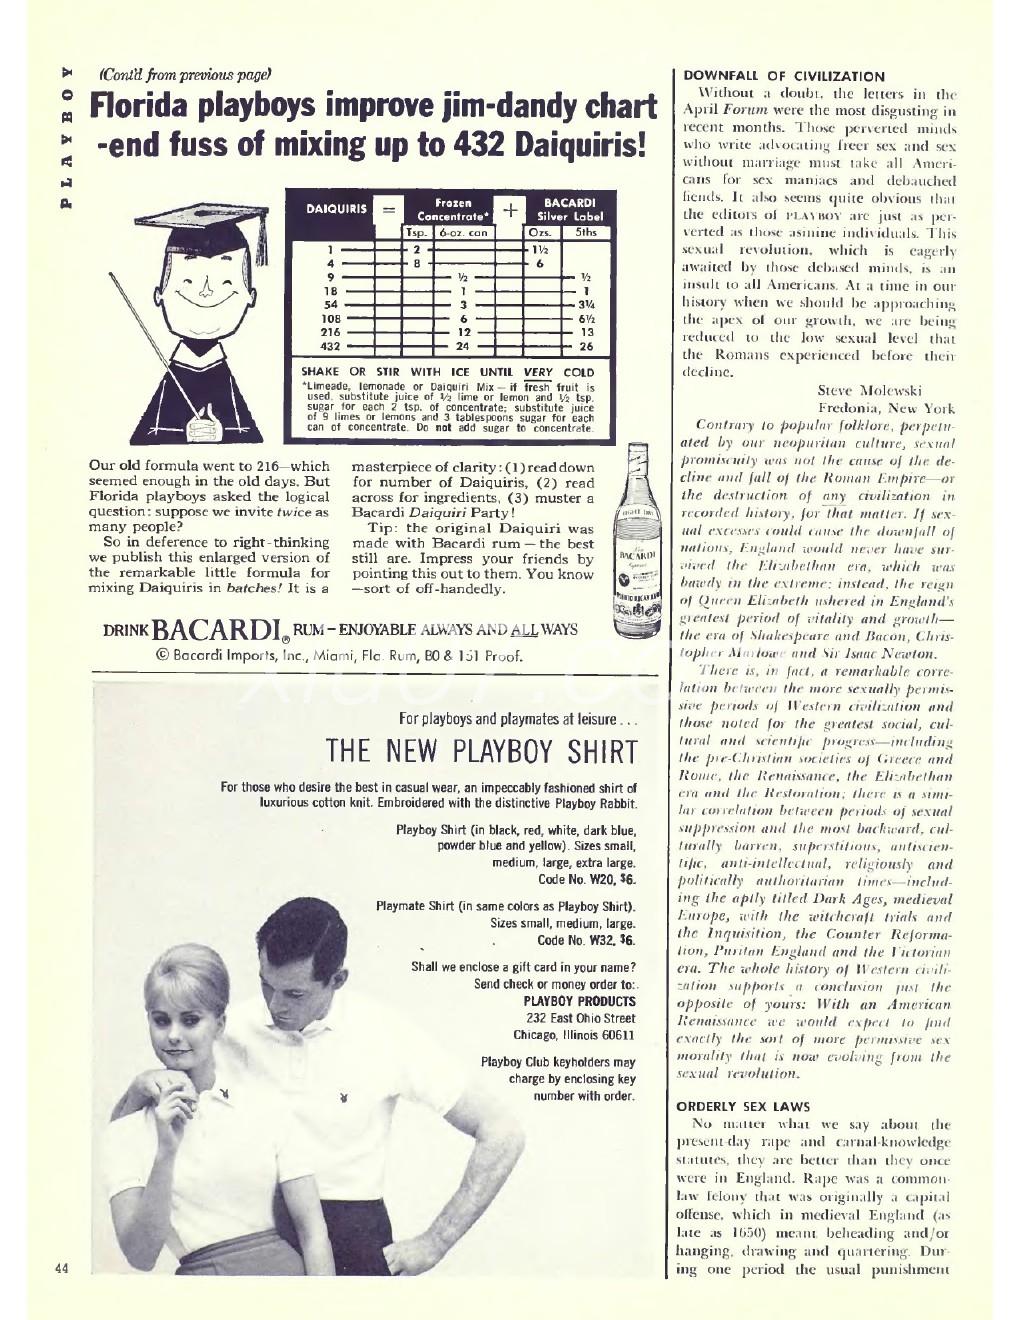 PLAYBOY
(Cont'd from previous page)
Florida playboys improve jim-dandy chart
-end fuss of mixing up to 432 Daiquiris!
DAIQUIRIS = Frozen Concentrate* + BACARDI Silver Label
Tsp. 6-oz. can Ozs. 5ths
1 2 1½
4 8 6
9 ½ ½
18 1 1
54 3 3¼
108 6 6½
216 12 13
432 24 26
SHAKE OR STIR WITH ICE UNTIL VERY COLD
*Limeade, lemonade or Daiquiri Mix — if fresh fruit is
used, substitute juice of ½ lime or lemon and ½ tsp.
sugar for each 2 tsp. of concentrate; substitute juice
of 9 limes or lemons and 3 tablespoons sugar for each
can of concentrate. Do not add sugar to concentrate.
Our old formula went to 216—which
seemed enough in the old days. But
Florida playboys asked the logical
question: suppose we invite twice as
many people?
So in deference to right-thinking
we publish this enlarged version of
the remarkable little formula for
mixing Daiquiris in batches! It is a
masterpiece of clarity: (1) read down
for number of Daiquiris, (2) read
across for ingredients, (3) muster a
Bacardi Daiquiri Party!
Tip: the original Daiquiri was
made with Bacardi rum — the best
still are. Impress your friends by
pointing this out to them. You know
—sort of off-handedly.
BACARDI
DRINK BACARDI® RUM – ENJOYABLE ALWAYS AND ALL WAYS
© Bacardi Imports, Inc., Miami, Fla. Rum, 80 & 151 Proof.
For playboys and playmates at leisure . . .
THE NEW PLAYBOY SHIRT
For those who desire the best in casual wear, an impeccably fashioned shirt of
luxurious cotton knit. Embroidered with the distinctive Playboy Rabbit.
Playboy Shirt (in black, red, white, dark blue,
powder blue and yellow). Sizes small,
medium, large, extra large.
Code No. W20, $6.
Playmate Shirt (in same colors as Playboy Shirt).
Sizes small, medium, large.
Code No. W32, $6.
Shall we enclose a gift card in your name?
Send check or money order to:
PLAYBOY PRODUCTS
232 East Ohio Street
Chicago, Illinois 60611
Playboy Club keyholders may
charge by enclosing key
number with order.
44
DOWNFALL OF CIVILIZATION
Without a doubt, the letters in the
April Forum were the most disgusting in
recent months. Those perverted minds
who write advocating freer sex and sex
without marriage must take all Ameri-
cans for sex maniacs and debauched
fiends. It also seems quite obvious that
the editors of PLAYBOY are just as per-
verted as those asinine individuals. This
sexual revolution, which is eagerly
awaited by those debased minds, is an
insult to all Americans. At a time in our
history when we should be approaching
the apex of our growth, we are being
reduced to the low sexual level that
the Romans experienced before their
decline.
Steve Molewski
Fredonia, New York
Contrary to popular folklore, perpetu-
ated by our neopuritan culture, sexual
promiscuity was not the cause of the de-
cline and fall of the Roman Empire—or
the destruction of any civilization in
recorded history, for that matter. If sex-
ual excesses could cause the downfall of
nations, England would never have sur-
vived the Elizabethan era, which was
bawdy in the extreme; instead, the reign
of Queen Elizabeth ushered in England's
greatest period of vitality and growth—
the era of Shakespeare and Bacon, Chris-
topher Marlowe and Sir Isaac Newton.
There is, in fact, a remarkable corre-
lation between the more sexually permis-
sive periods of Western civilization and
those noted for the greatest social, cul-
tural and scientific progress—including
the pre-Christian societies of Greece and
Rome, the Renaissance, the Elizabethan
era and the Restoration; there is a simi-
lar correlation between periods of sexual
suppression and the most backward, cul-
turally barren, superstitious, antiscien-
tific, anti-intellectual, religiously and
politically authoritarian times—includ-
ing the aptly titled Dark Ages, medieval
Europe, with the witchcraft trials and
the Inquisition, the Counter Reforma-
tion, Puritan England and the Victorian
era. The whole history of Western civili-
zation supports a conclusion just the
opposite of yours: With an American
Renaissance we would expect to find
exactly the sort of more permissive sex
morality that is now evolving from the
sexual revolution.
ORDERLY SEX LAWS
No matter what we say about the
present-day rape and carnal-knowledge
statutes, they are better than they once
were in England. Rape was a common-
law felony that was originally a capital
offense, which in medieval England (as
late as 1650) meant beheading and/or
hanging, drawing and quartering. Dur-
ing one period the usual punishment